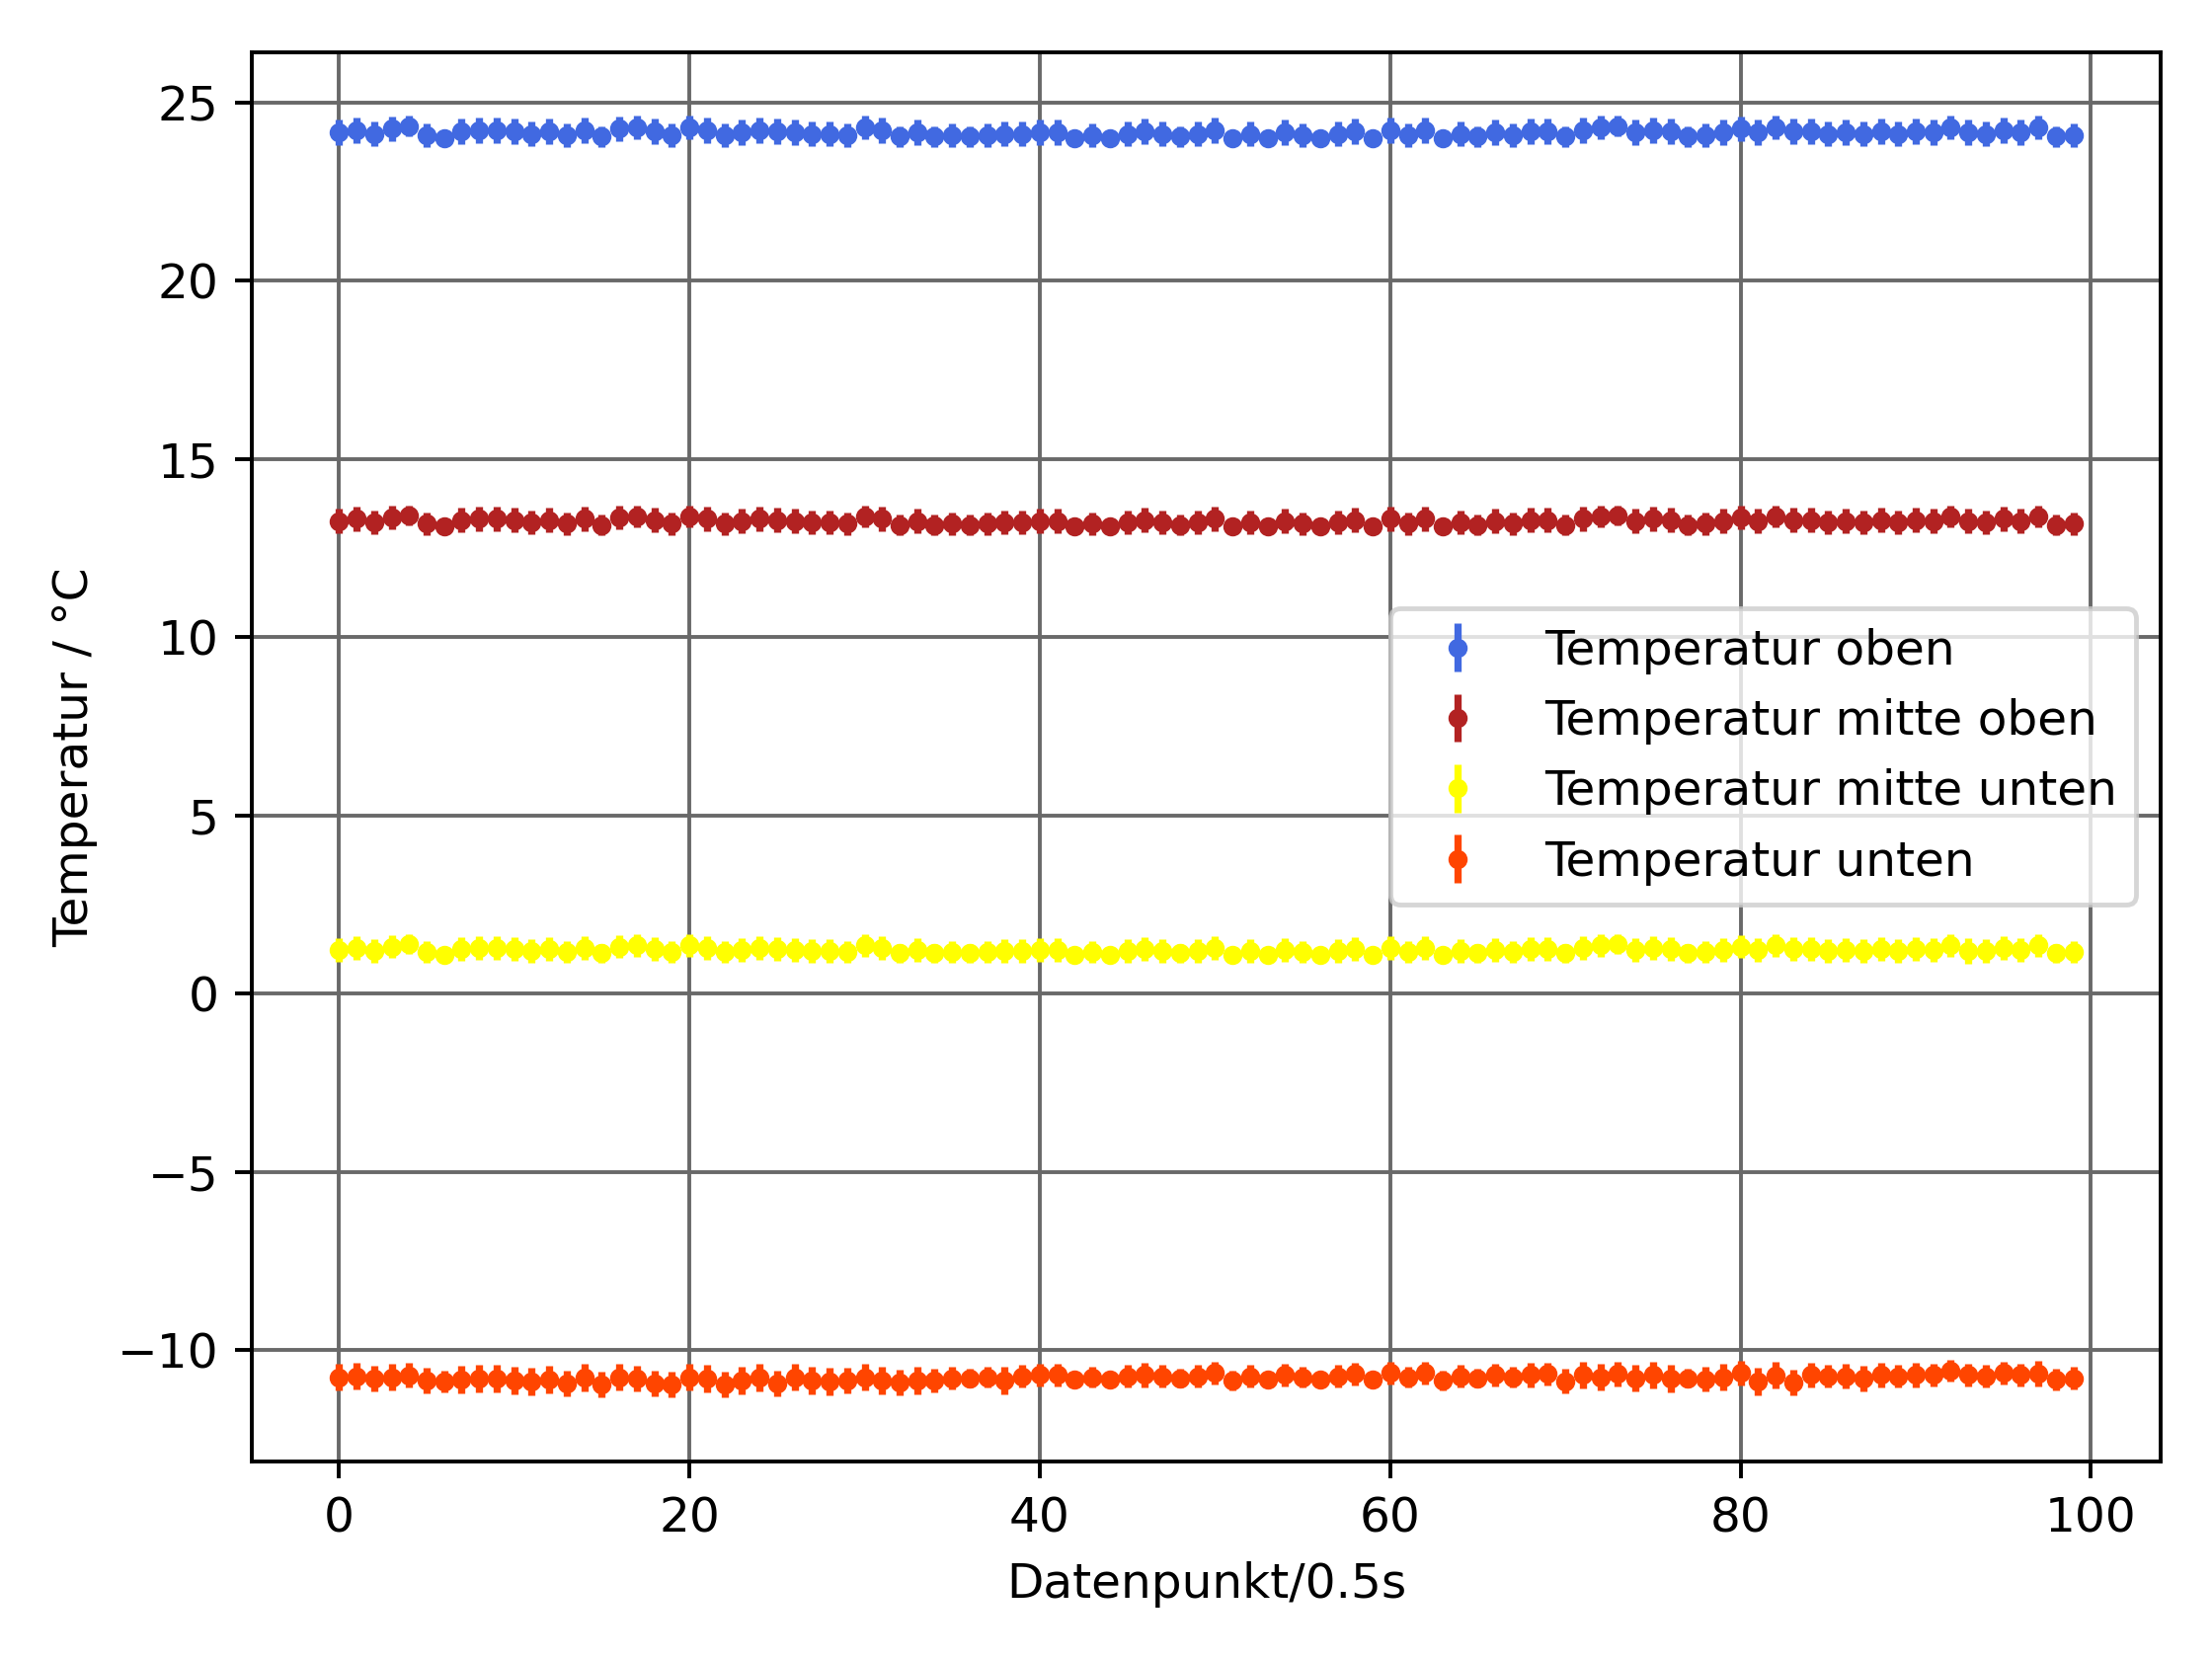 25
20
15
10
5
0
−5
−10
Temperatur / °C
Temperatur oben
Temperatur mitte oben
Temperatur mitte unten
Temperatur unten
0 20 40 60 80 100
Datenpunkt/0.5s